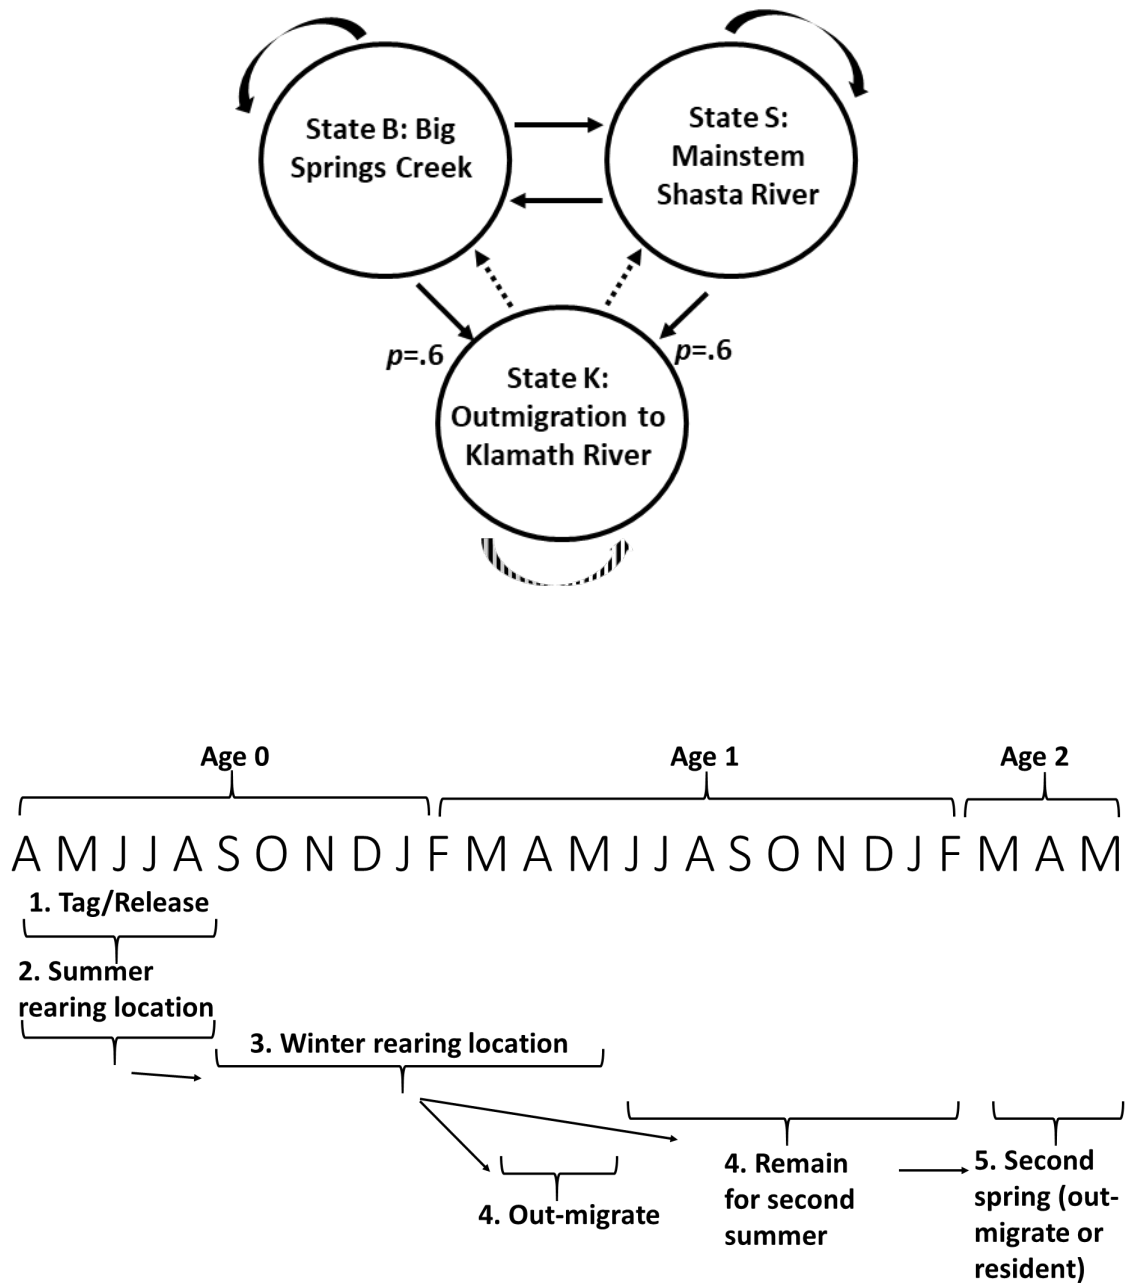 State B: Big
Springs Creek
State S:
Mainstem
Shasta River
p=.6
p=.6
State K:
Outmigration to
Klamath River
Age 0
Age 1
Age 2
A M J J A S O N D J F M A M J J A S O N D J F M A M
1. Tag/Release
2. Summer
rearing location
3. Winter rearing location
4. Out-migrate
4. Remain
for second
summer
5. Second
spring (out-
migrate or
resident)